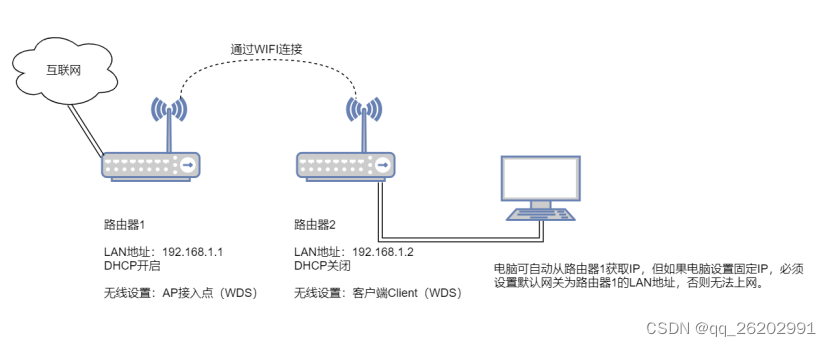 通过WIFI连接
互联网
路由器1
LAN地址：192.168.1.1
DHCP开启
无线设置：AP接入点（WDS）
路由器2
LAN地址：192.168.1.2
DHCP关闭
无线设置：客户端Client（WDS）
电脑可自动从路由器1获取IP，但如果电脑设置固定IP，必须
设置默认网关为路由器1的LAN地址，否则无法上网。
CSDN @qq_26202991